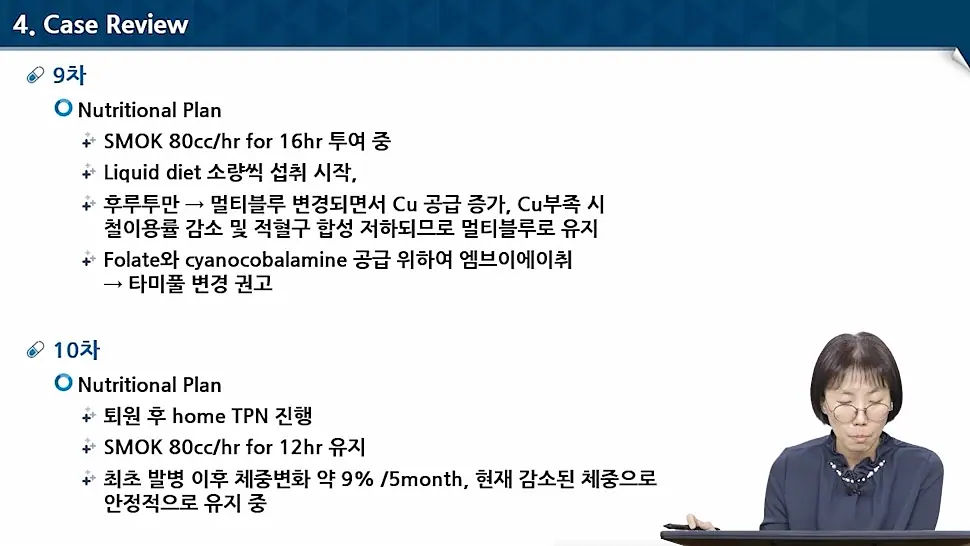 4. Case Review
9차
Nutritional Plan
SMOK 80cc/hr for 16hr 투여 중
Liquid diet 소량씩 섭취 시작,
후루투만 → 멀티블루 변경되면서 Cu 공급 증가, Cu부족 시
철이용률 감소 및 적혈구 합성 저하되므로 멀티블루로 유지
Folate와 cyanocobalamine 공급 위하여 엠브이에이취
→ 타미풀 변경 권고
10차
Nutritional Plan
퇴원 후 home TPN 진행
SMOK 80cc/hr for 12hr 유지
최초 발병 이후 체중변화 약 9% /5month, 현재 감소된 체중으로
안정적으로 유지 중